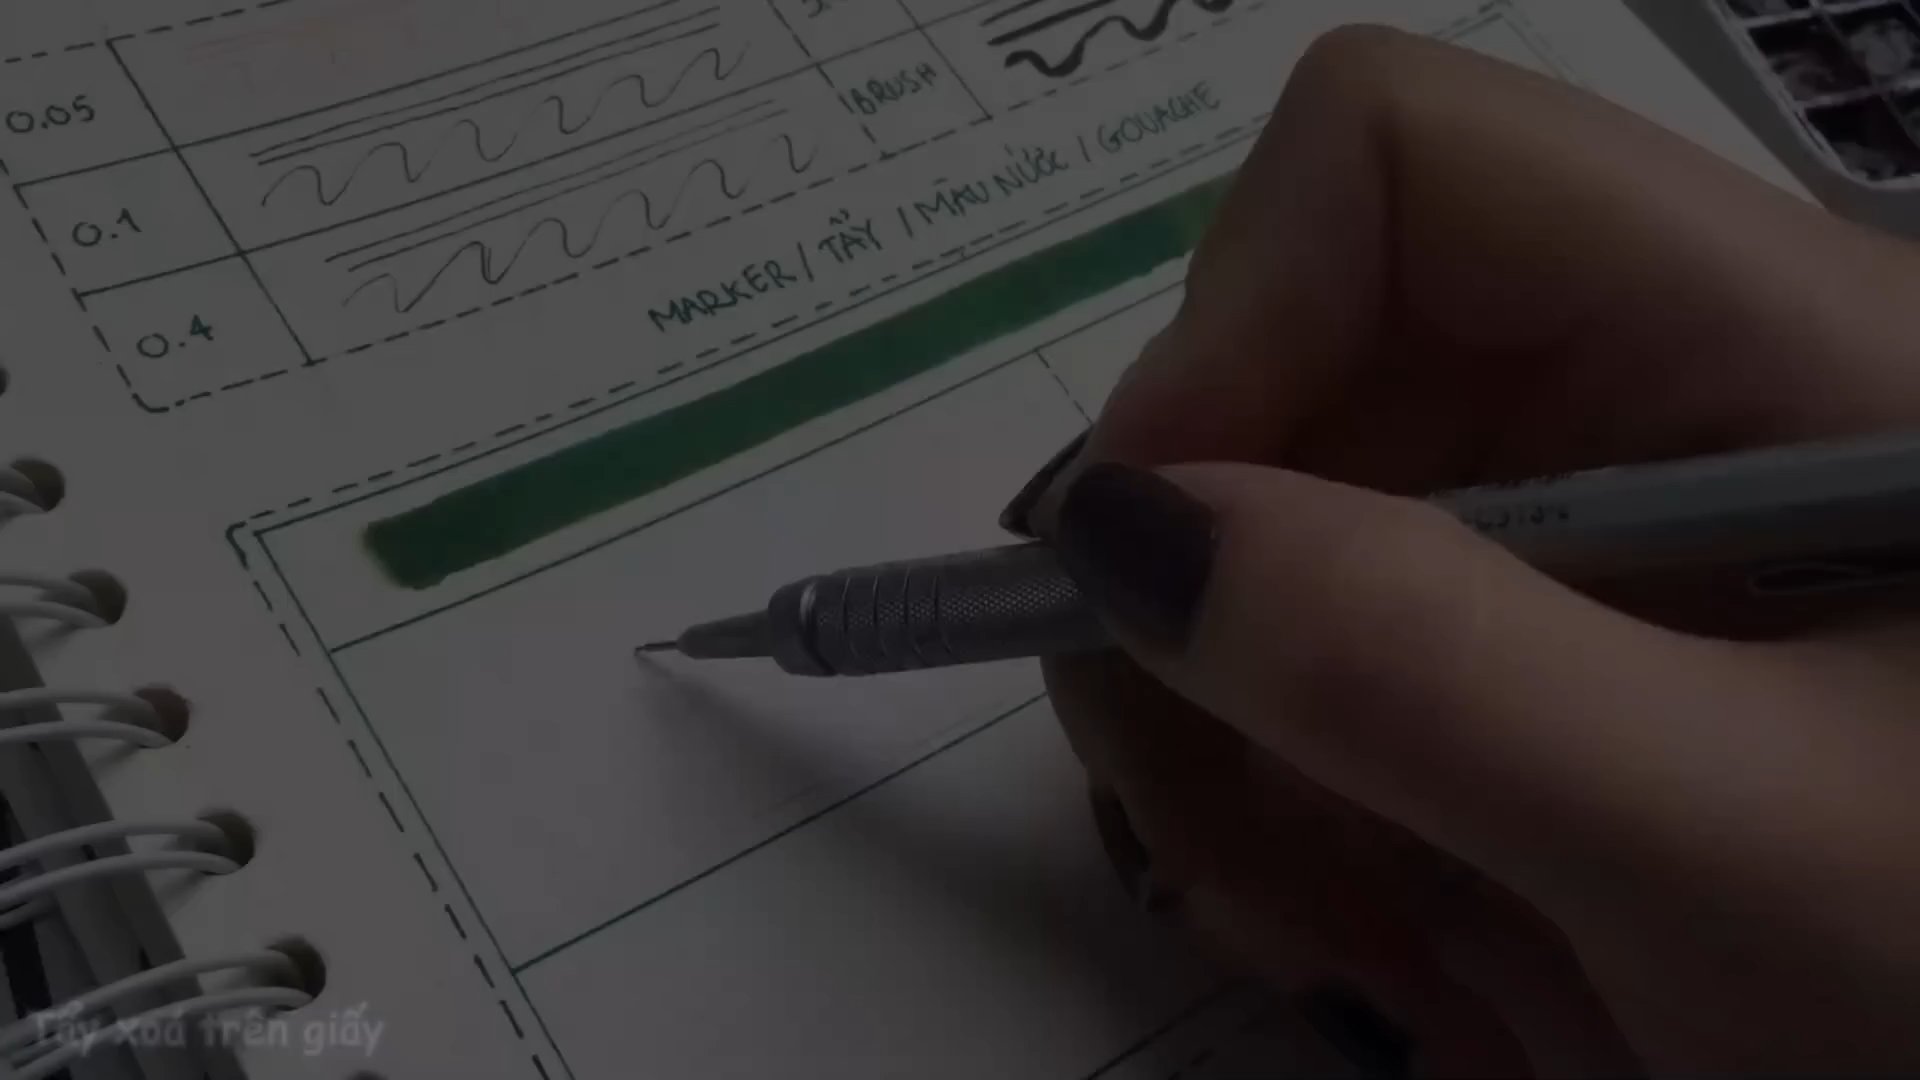 0.05
0.1
0.4
BRUSH
MARKER / TẨY / MÀU NƯỚC / GOUACHE
Tẩy xoá trên giấy